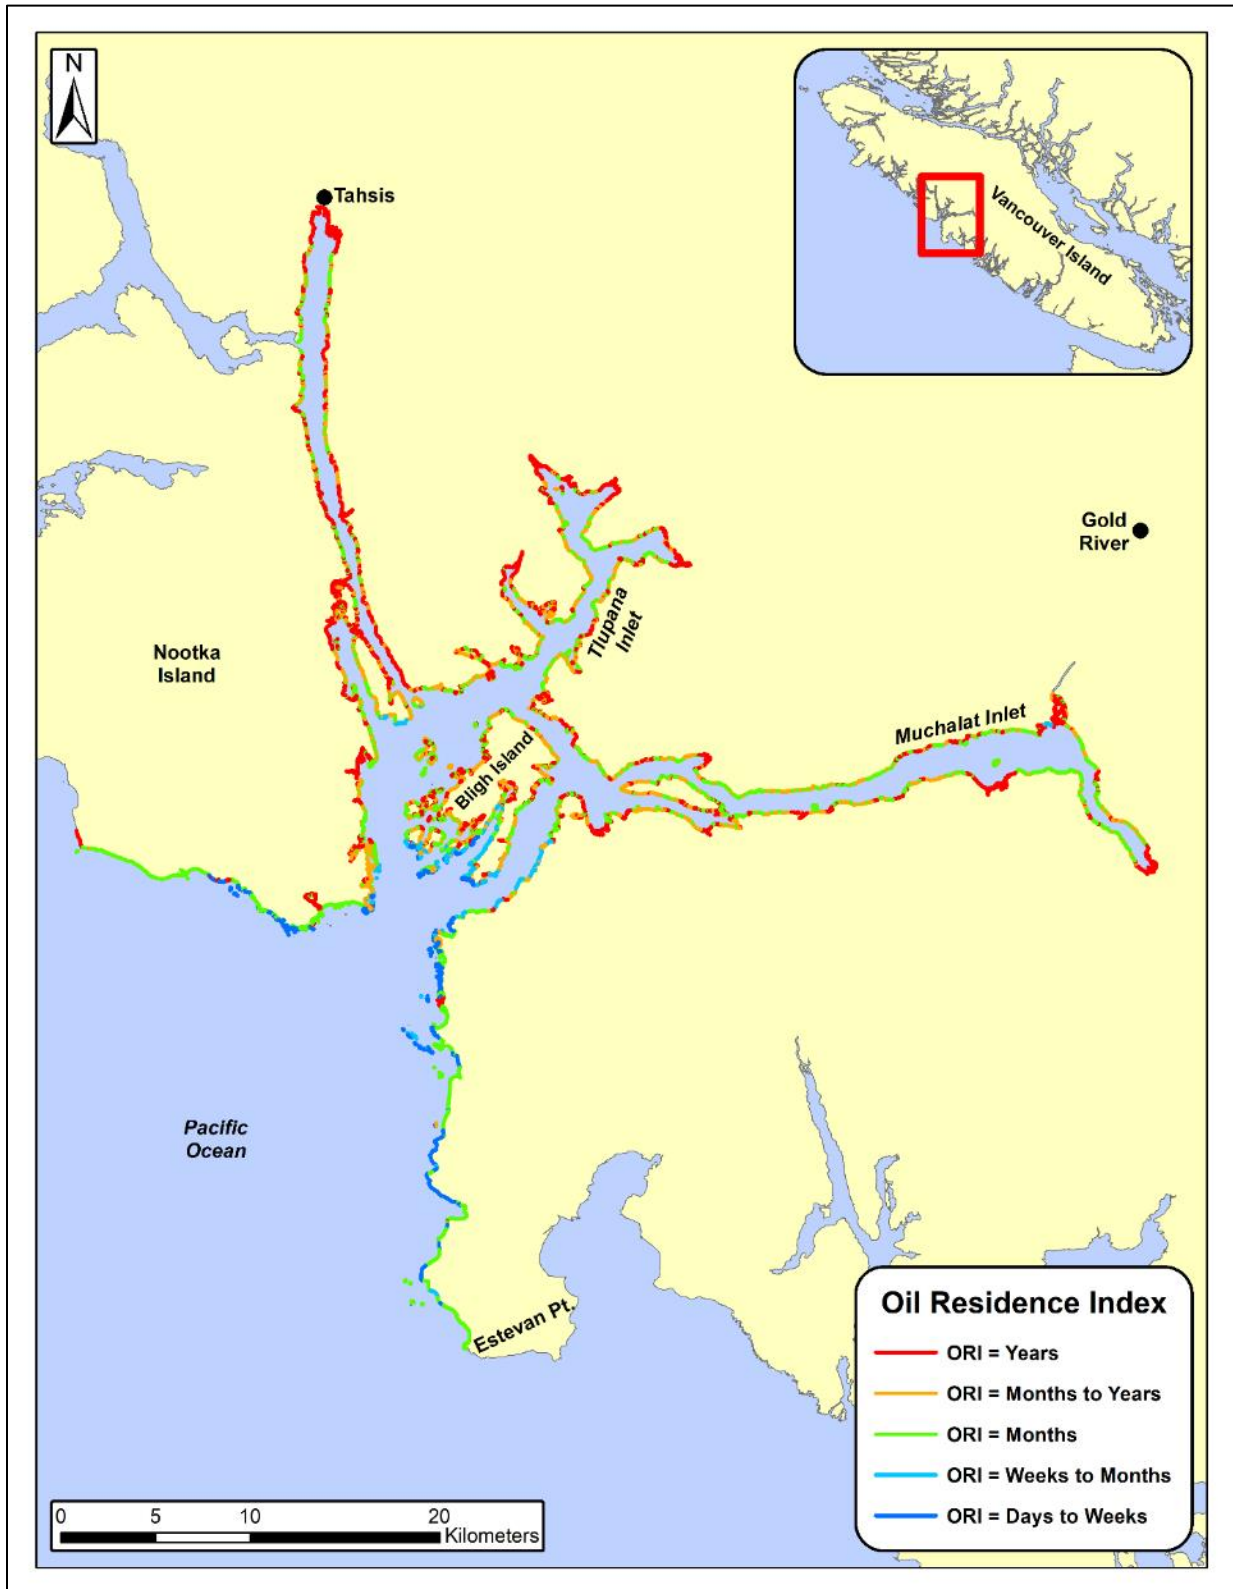 N
Tahsis
Vancouver Island
Gold
River
Tlupana
Inlet
Nootka
Island
Muchalat Inlet
Bligh Island
Pacific
Ocean
Estevan Pt.
Oil Residence Index
ORI = Years
ORI = Months to Years
ORI = Months
ORI = Weeks to Months
ORI = Days to Weeks
0 5 10 20
Kilometers